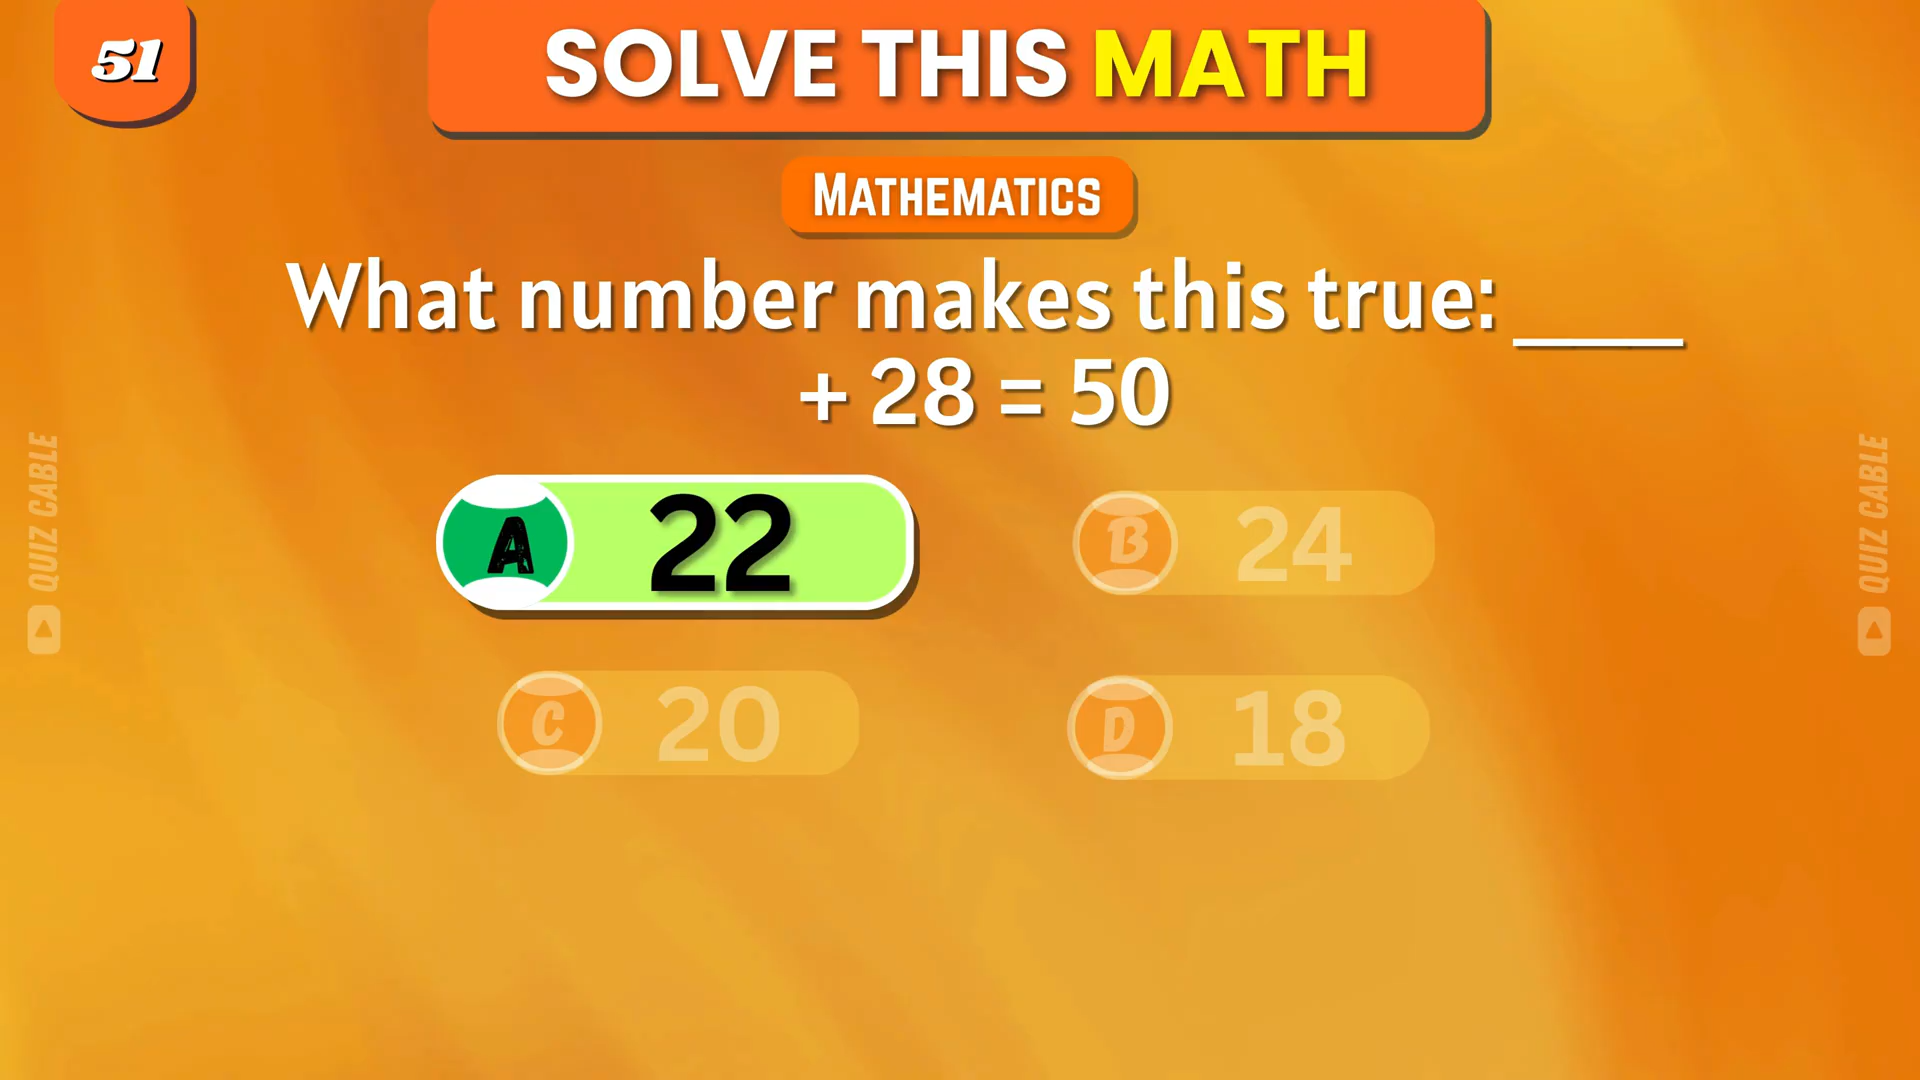 51
SOLVE THIS MATH
MATHEMATICS
What number makes this true: ____
+ 28 = 50
A 22
B 24
C 20
D 18
QUIZ CABLE
QUIZ CABLE